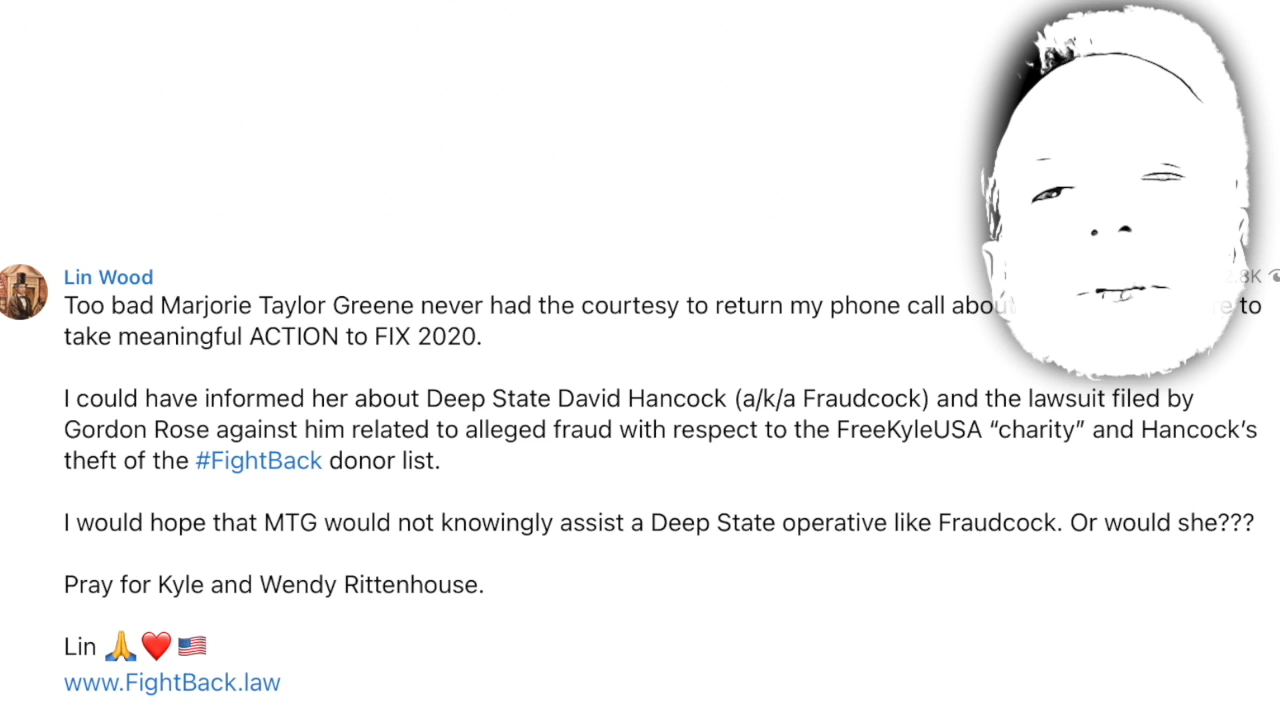 Lin Wood
Too bad Marjorie Taylor Greene never had the courtesy to return my phone call about to
take meaningful ACTION to FIX 2020.
I could have informed her about Deep State David Hancock (a/k/a Fraudcock) and the lawsuit filed by
Gordon Rose against him related to alleged fraud with respect to the FreeKyleUSA “charity” and Hancock’s
theft of the #FightBack donor list.
I would hope that MTG would not knowingly assist a Deep State operative like Fraudcock. Or would she???
Pray for Kyle and Wendy Rittenhouse.
Lin 🙏❤️🇺🇸
www.FightBack.law